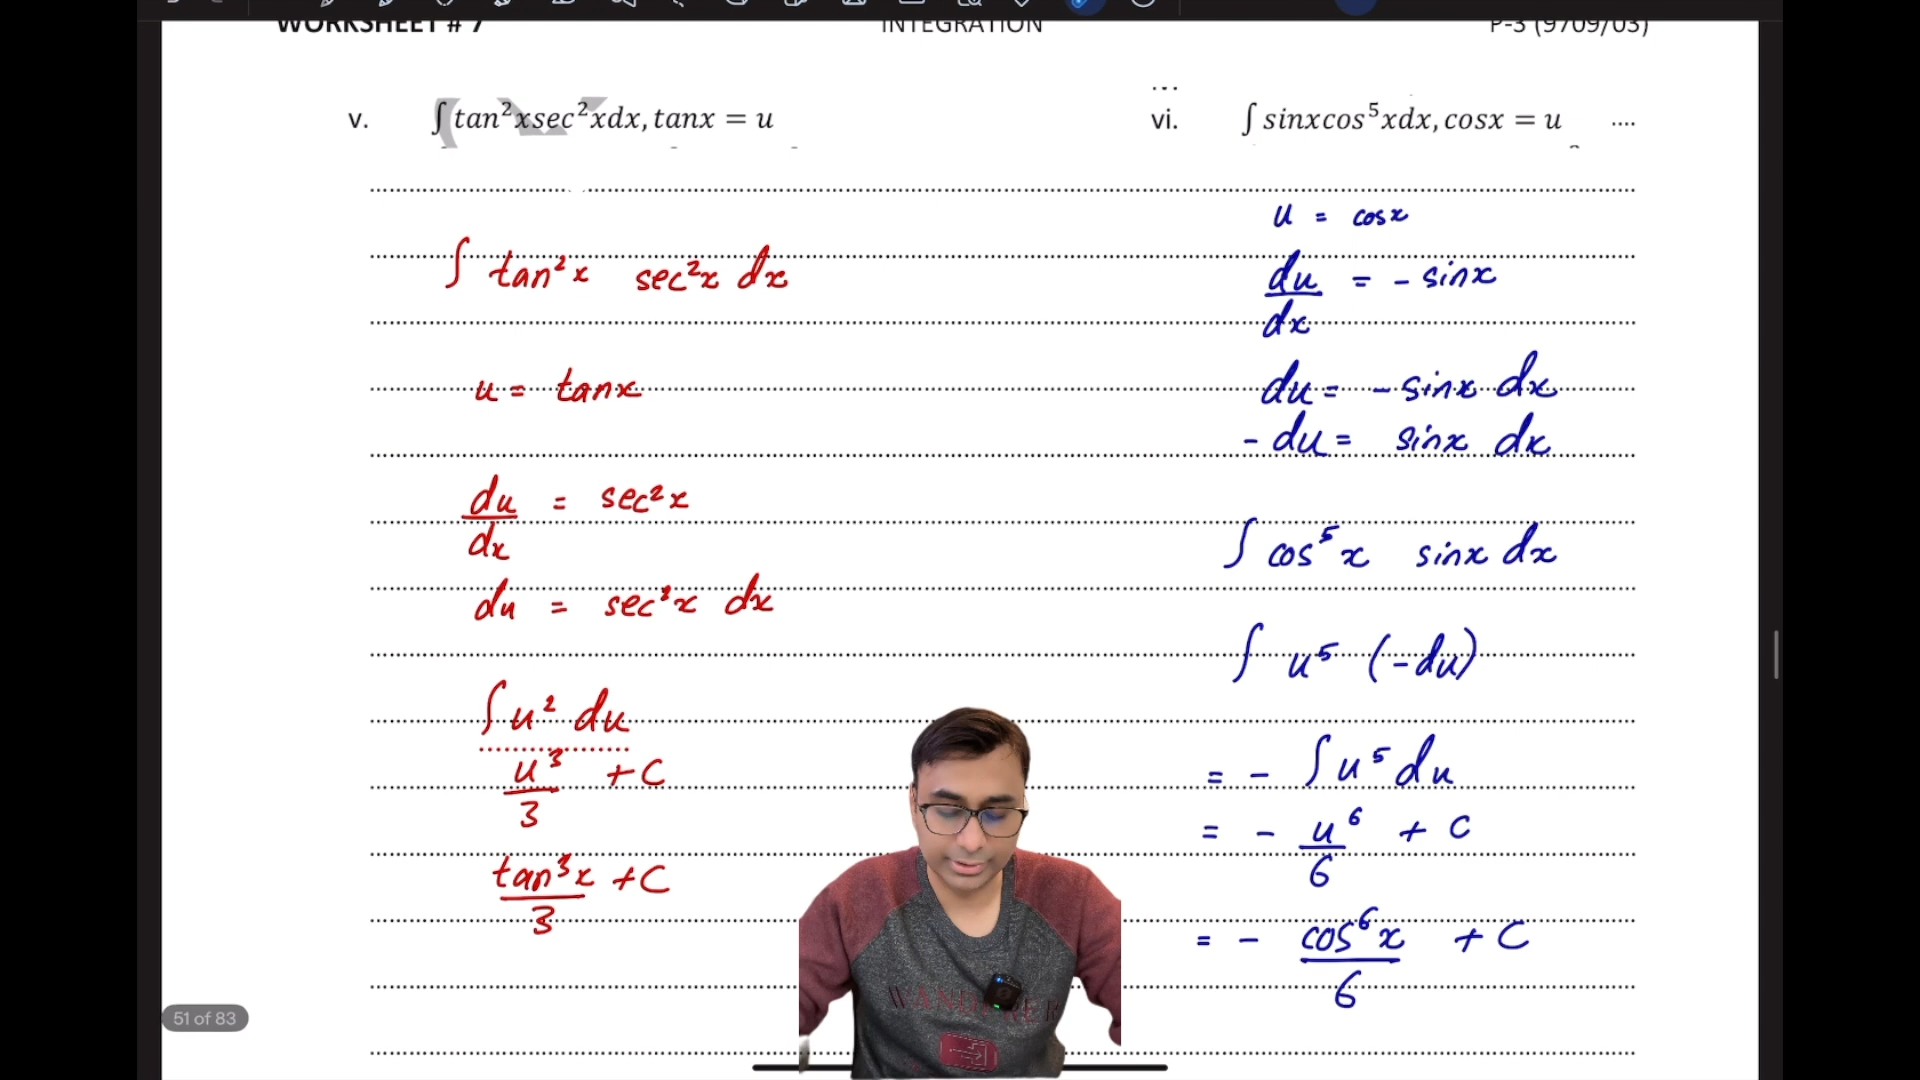 WORKSHEET # 7 INTEGRATION P-3 (9709/03)
v. ∫tan²xsec²xdx, tanx = u
∫ tan²x sec²x dx
u = tanx
du/dx = sec²x
du = sec²x dx
∫u² du
u³/3 + C
tan³x/3 + C
vi. ∫ sinxcos⁵xdx, cosx = u ....
u = cosx
du/dx = - sinx
du = - sinx dx
- du = sinx dx
∫ cos⁵x sinx dx
∫ u⁵ (-du)
= - ∫u⁵du
= - u⁶/6 + C
= - cos⁶x/6 + C
51 of 83